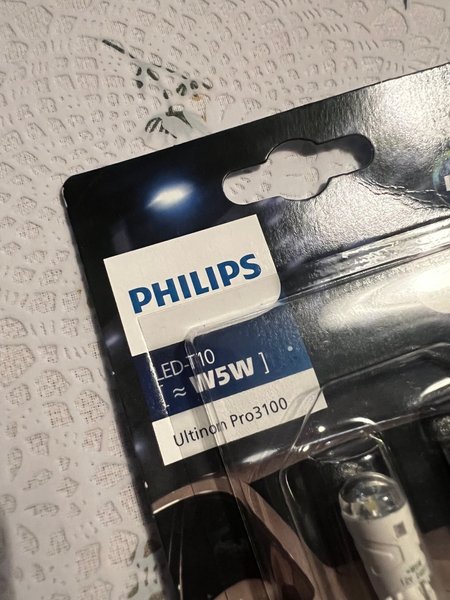 PHILIPS
LED-T10
[ ≈ W5W ]
Ultinon Pro3100